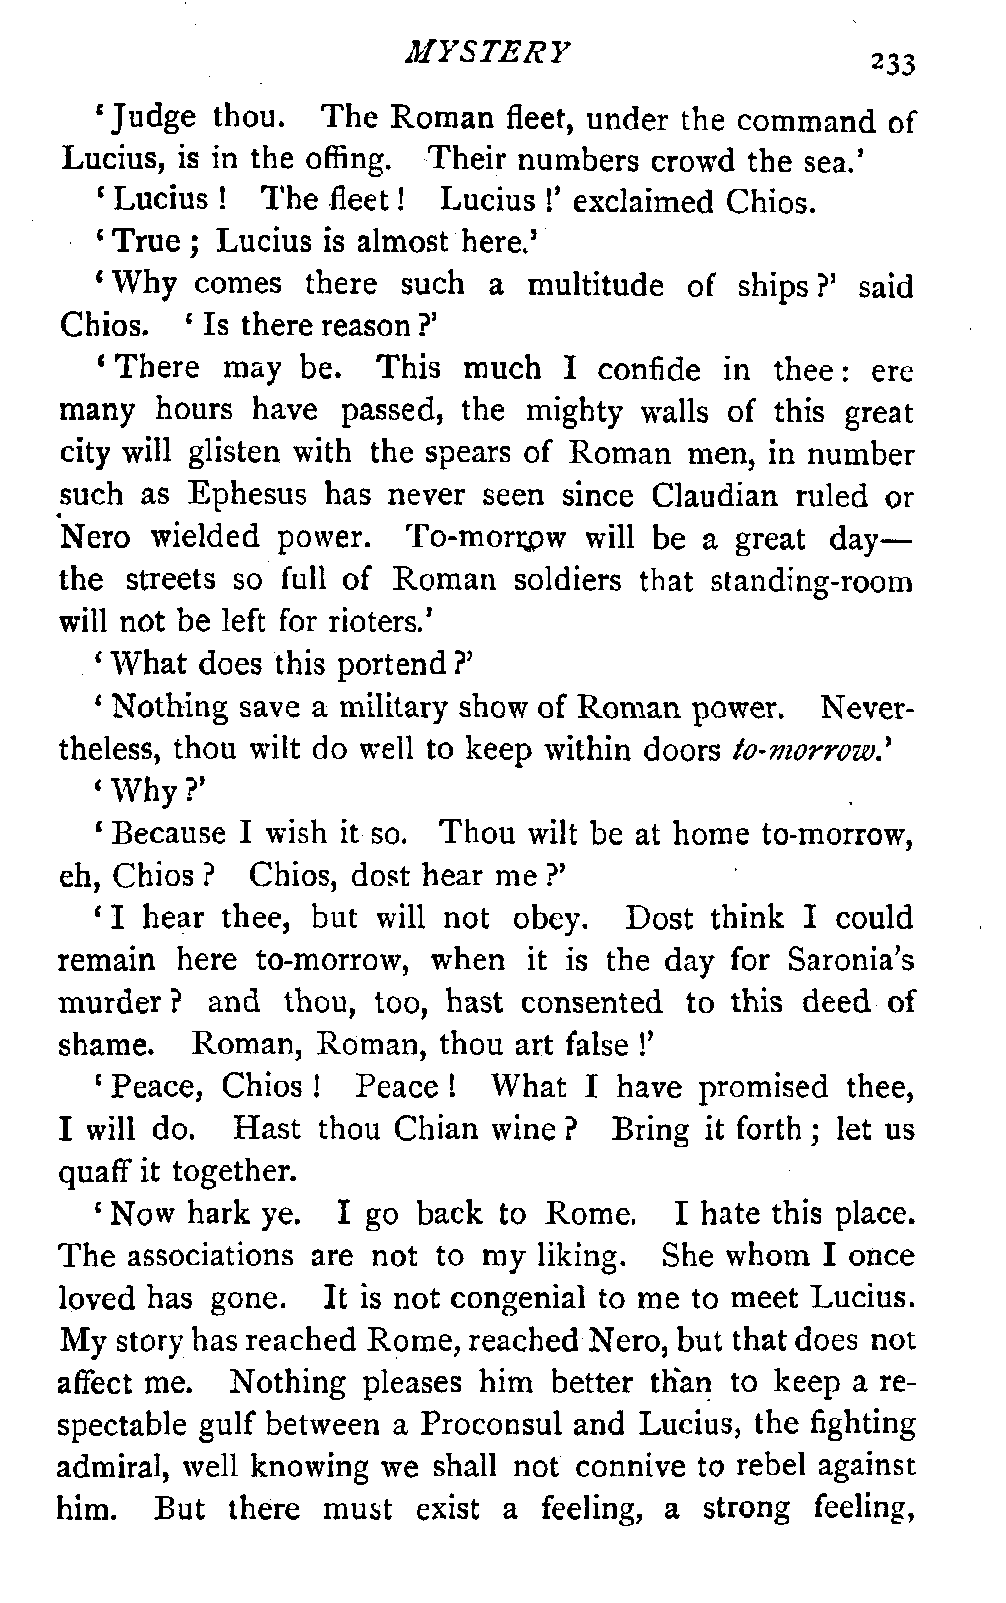 MYSTERY
233
‘Judge thou. The Roman fleet, under the command of
Lucius, is in the offing. Their numbers crowd the sea.’
‘Lucius! The fleet! Lucius!’ exclaimed Chios.
‘True; Lucius is almost here.’
‘Why comes there such a multitude of ships?’ said
Chios. ‘Is there reason?’
‘There may be. This much I confide in thee: ere
many hours have passed, the mighty walls of this great
city will glisten with the spears of Roman men, in number
such as Ephesus has never seen since Claudian ruled or
Nero wielded power. To-morrow will be a great day—
the streets so full of Roman soldiers that standing-room
will not be left for rioters.’
‘What does this portend?’
‘Nothing save a military show of Roman power. Never-
theless, thou wilt do well to keep within doors to-morrow.’
‘Why?’
‘Because I wish it so. Thou wilt be at home to-morrow,
eh, Chios? Chios, dost hear me?’
‘I hear thee, but will not obey. Dost think I could
remain here to-morrow, when it is the day for Saronia’s
murder? and thou, too, hast consented to this deed of
shame. Roman, Roman, thou art false!’
‘Peace, Chios! Peace! What I have promised thee,
I will do. Hast thou Chian wine? Bring it forth; let us
quaff it together.
‘Now hark ye. I go back to Rome. I hate this place.
The associations are not to my liking. She whom I once
loved has gone. It is not congenial to me to meet Lucius.
My story has reached Rome, reached Nero, but that does not
affect me. Nothing pleases him better than to keep a re-
spectable gulf between a Proconsul and Lucius, the fighting
admiral, well knowing we shall not connive to rebel against
him. But there must exist a feeling, a strong feeling,